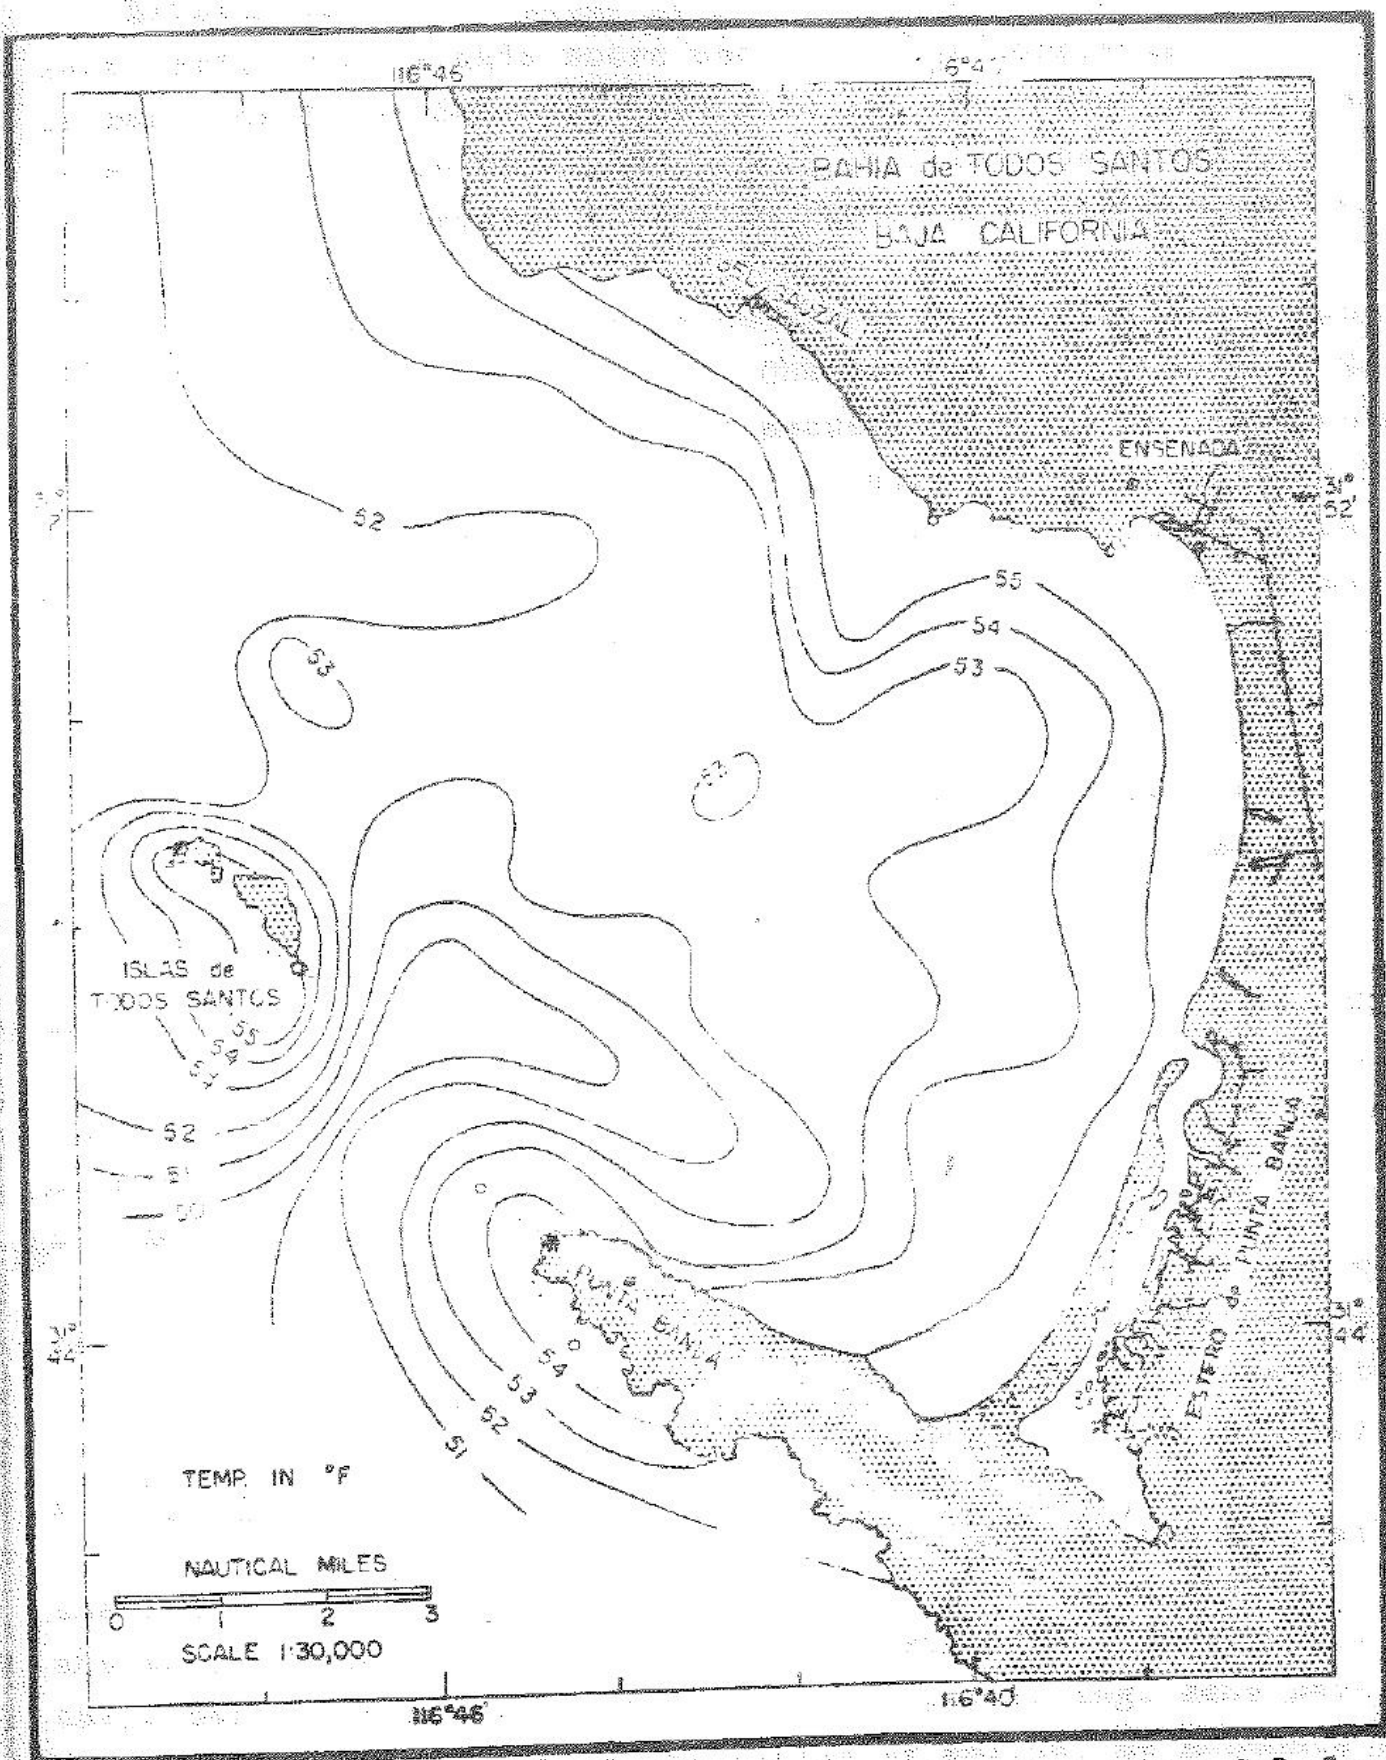 116°46'
BAHIA de TODOS SANTOS
BAJA CALIFORNIA
ENSENADA
31°
52'
52
55
54
53
53
ISLAS de
TODOS SANTOS
55
54
52
51
50
PUNTA BANDA
ESTERO de PUNTA BANDA
31°
44'
31°
44'
54
53
52
51
TEMP. IN °F
NAUTICAL MILES
0 1 2 3
SCALE 1:30,000
116°46'
116°40'